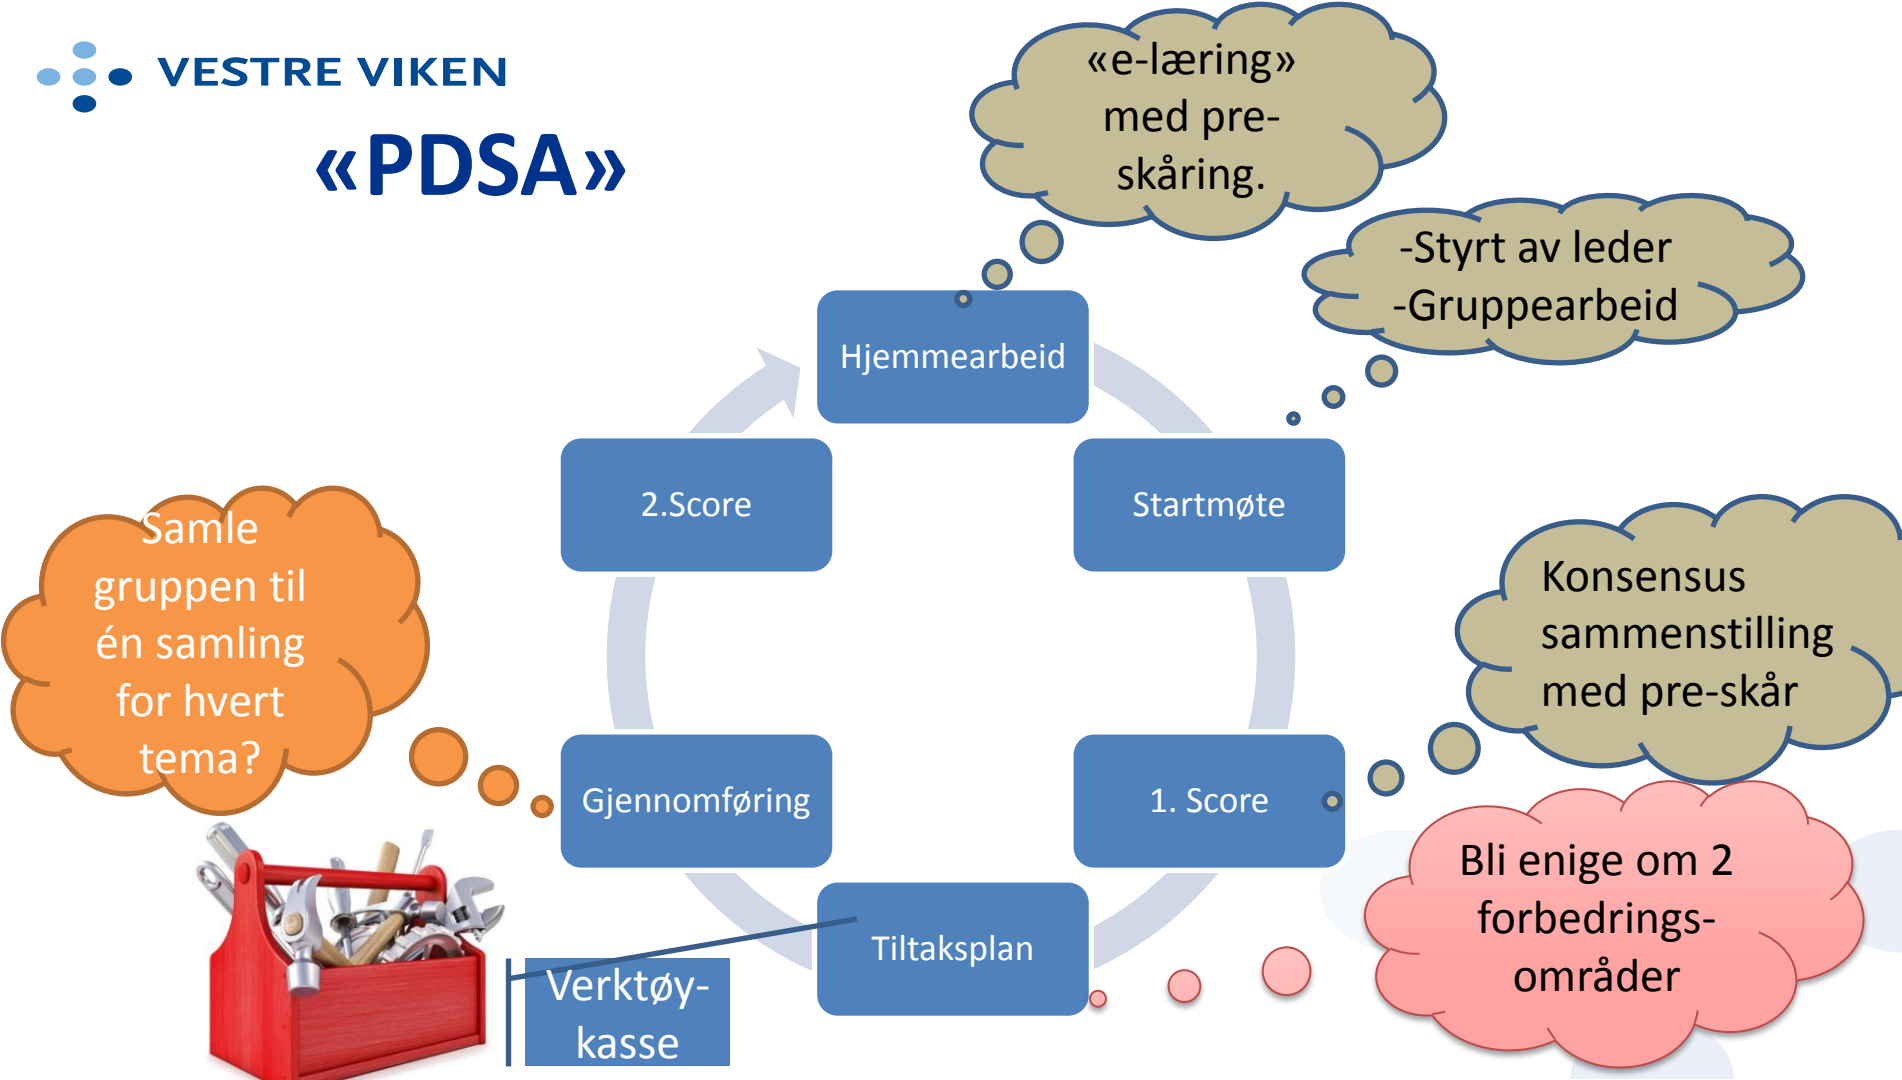 VESTRE VIKEN
«PDSA»
«e-læring»
med pre-
skåring.
-Styrt av leder
-Gruppearbeid
Hjemmearbeid
2.Score
Startmøte
Samle
gruppen til
én samling
for hvert
tema?
Konsensus
sammenstilling
med pre-skår
Gjennomføring
1. Score
Bli enige om 2
forbedrings-
områder
Tiltaksplan
Verktøy-
kasse